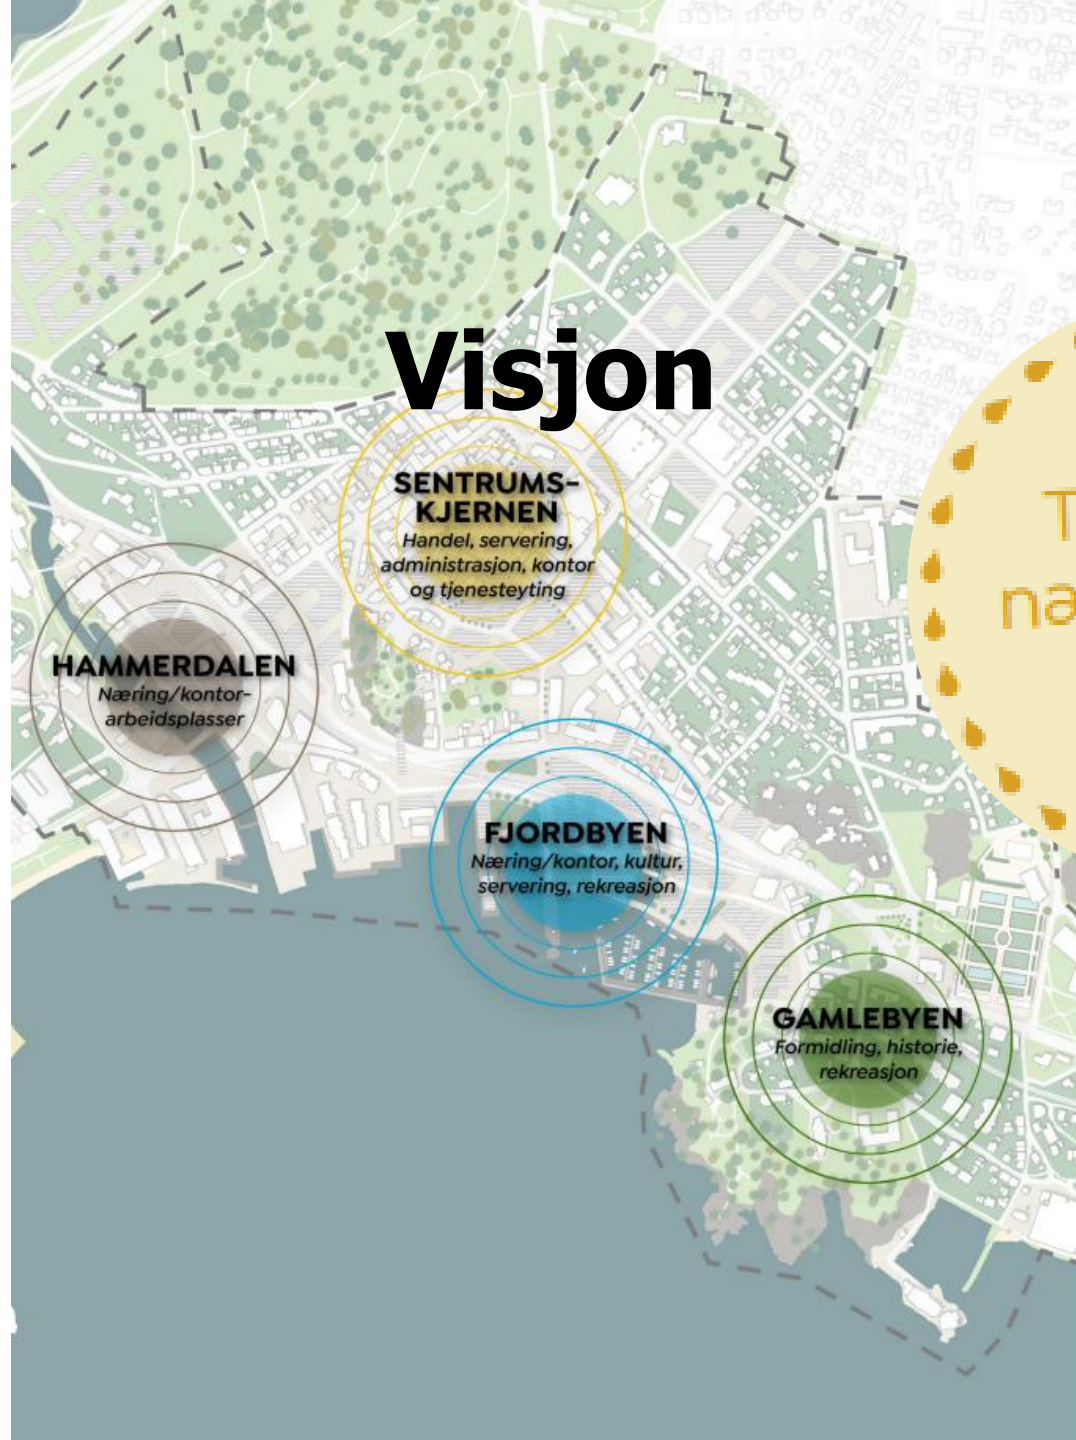 Visjon
SENTRUMS-
KJERNEN
Handel, servering,
administrasjon, kontor
og tjenesteyting
HAMMERDALEN
Næring/kontor-
arbeidsplasser
FJORDBYEN
Næring/kontor, kultur,
servering, rekreasjon
GAMLEBYEN
Formidling, historie,
rekreasjon